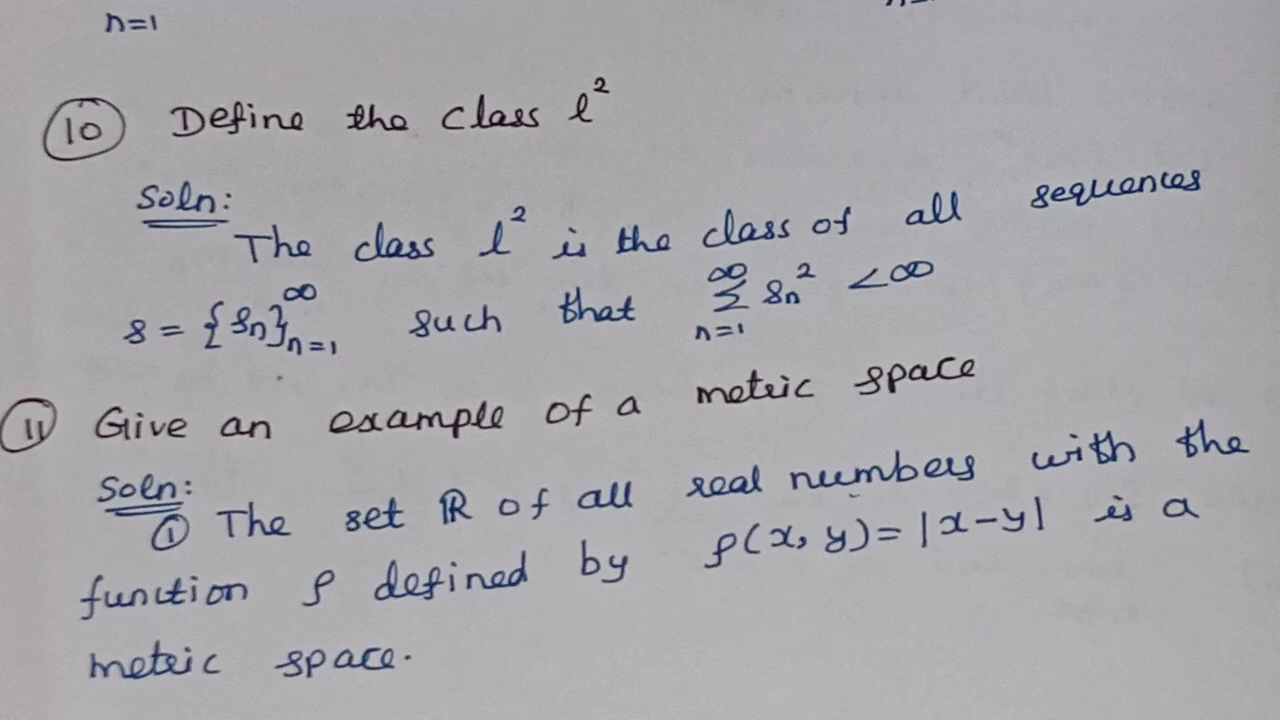 n=1
⑩ Define the class l²
Soln:
The class l² is the class of all sequences
s = {sn}∞n=1 such that ∞Σn=1 sn² <∞
⑪ Give an example of a metric space
Soln:
① The set ℝ of all real numbers with the
function ρ defined by ρ(x, y) = |x-y| is a
metric space.